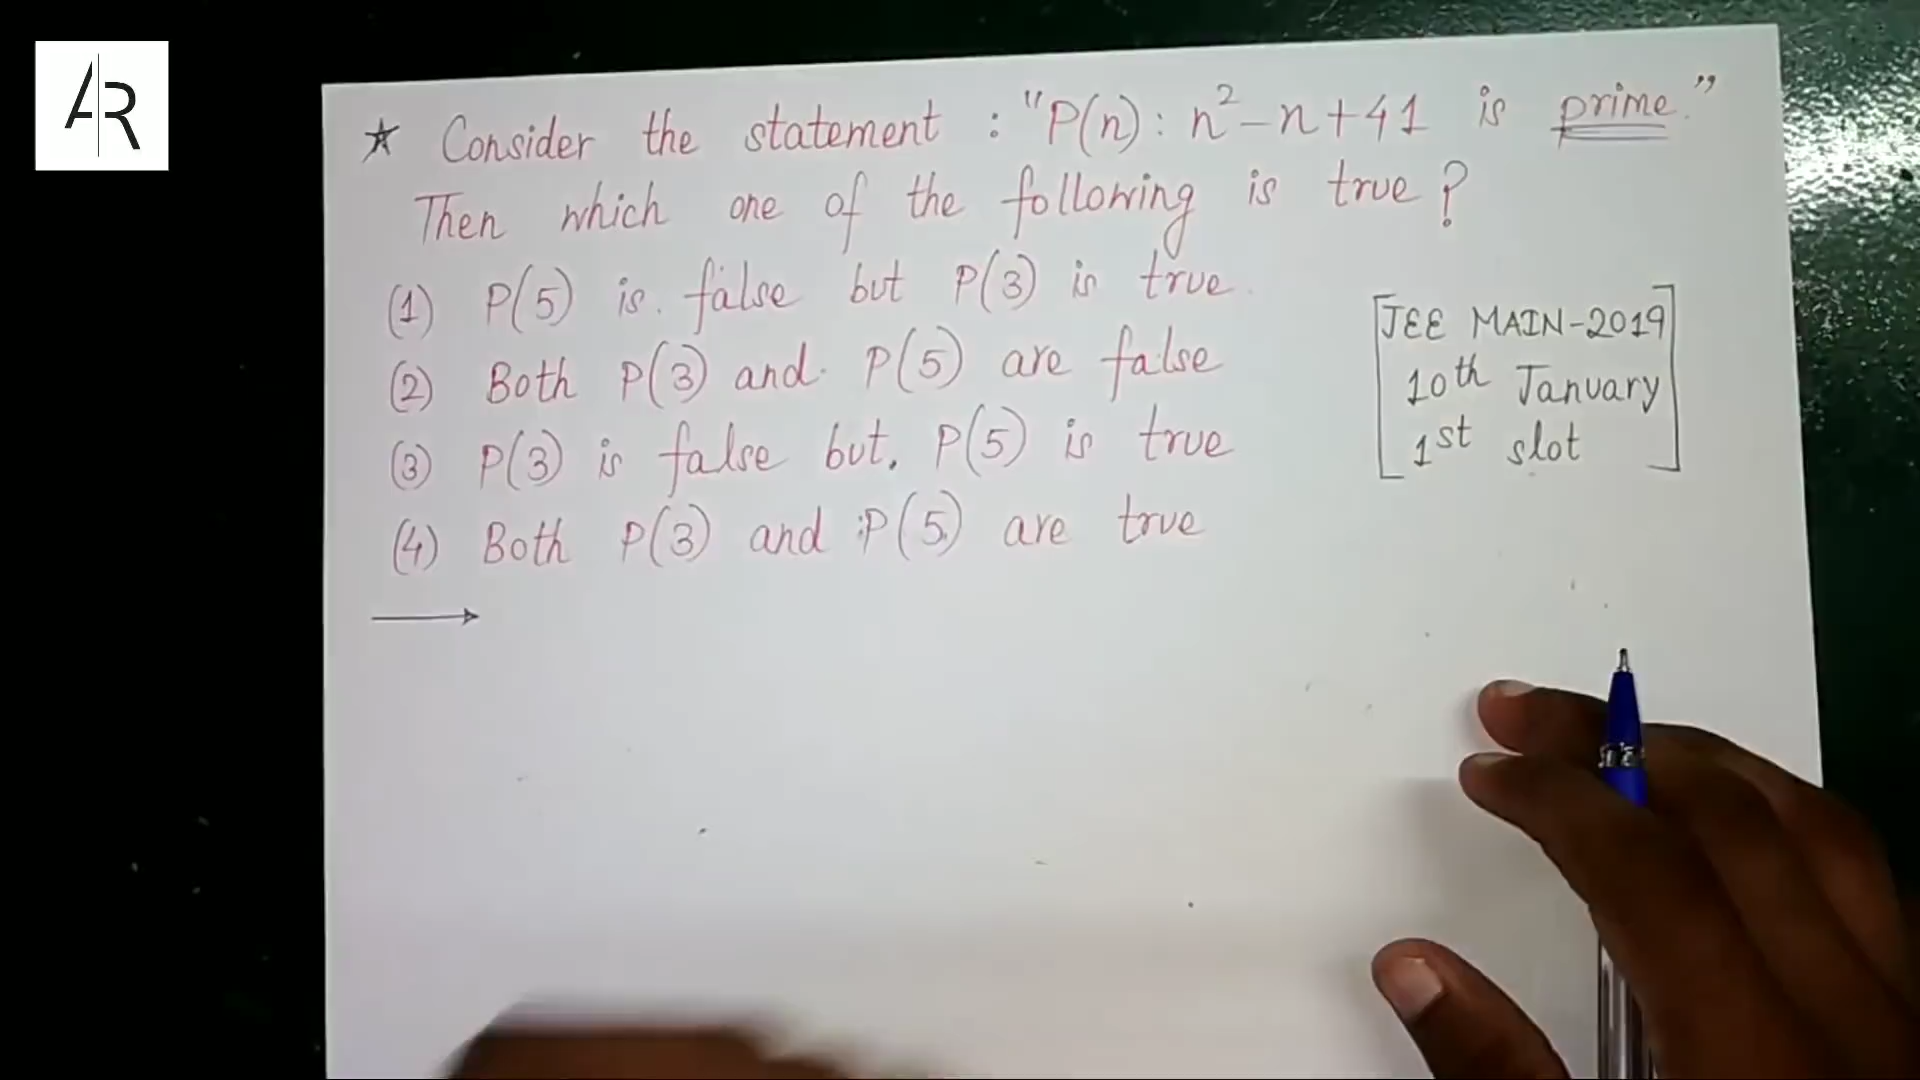 AR
★ Consider the statement : "P(n): n²-n+41 is prime."
Then which one of the following is true?
(1) P(5) is false but P(3) is true
(2) Both P(3) and P(5) are false
(3) P(3) is false but P(5) is true
(4) Both P(3) and P(5) are true
[JEE MAIN-2019
10th January
1st slot]
→